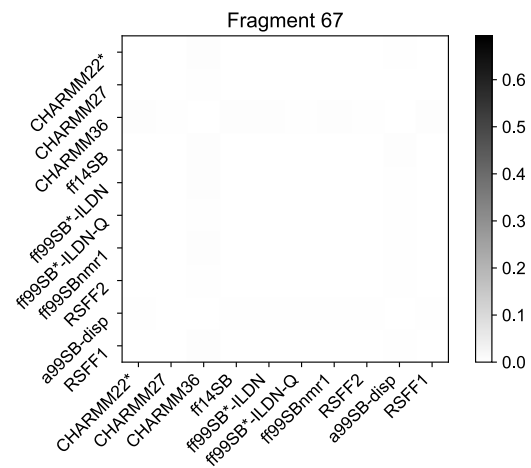 Fragment 67
CHARMM22*
CHARMM27
CHARMM36
ff14SB
ff99SB*-ILDN
ff99SB*-ILDN-Q
ff99SBnmr1
RSFF2
a99SB-disp
RSFF1
0.6
0.5
0.4
0.3
0.2
0.1
0.0
CHARMM22*
CHARMM27
CHARMM36
ff14SB
ff99SB*-ILDN
ff99SB*-ILDN-Q
ff99SBnmr1
RSFF2
a99SB-disp
RSFF1